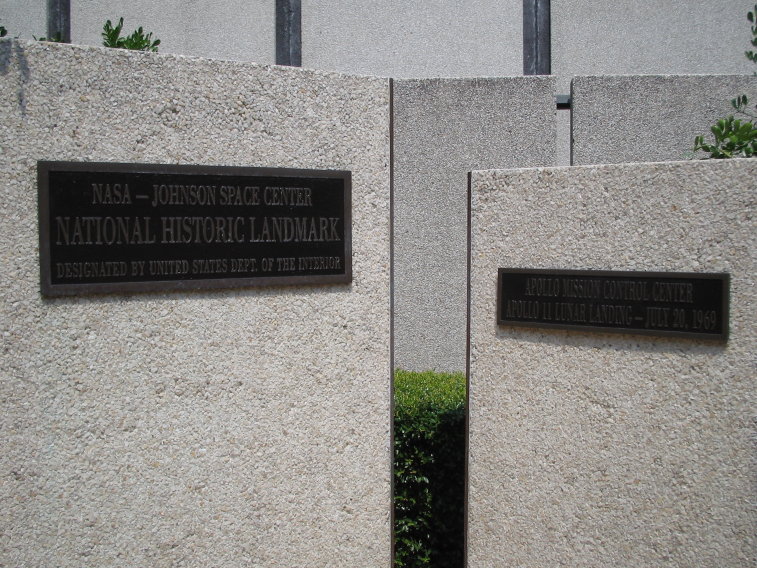 NASA – JOHNSON SPACE CENTER
NATIONAL HISTORIC LANDMARK
DESIGNATED BY UNITED STATES DEPT. OF THE INTERIOR
APOLLO MISSION CONTROL CENTER
APOLLO 11 LUNAR LANDING – JULY 20, 1969